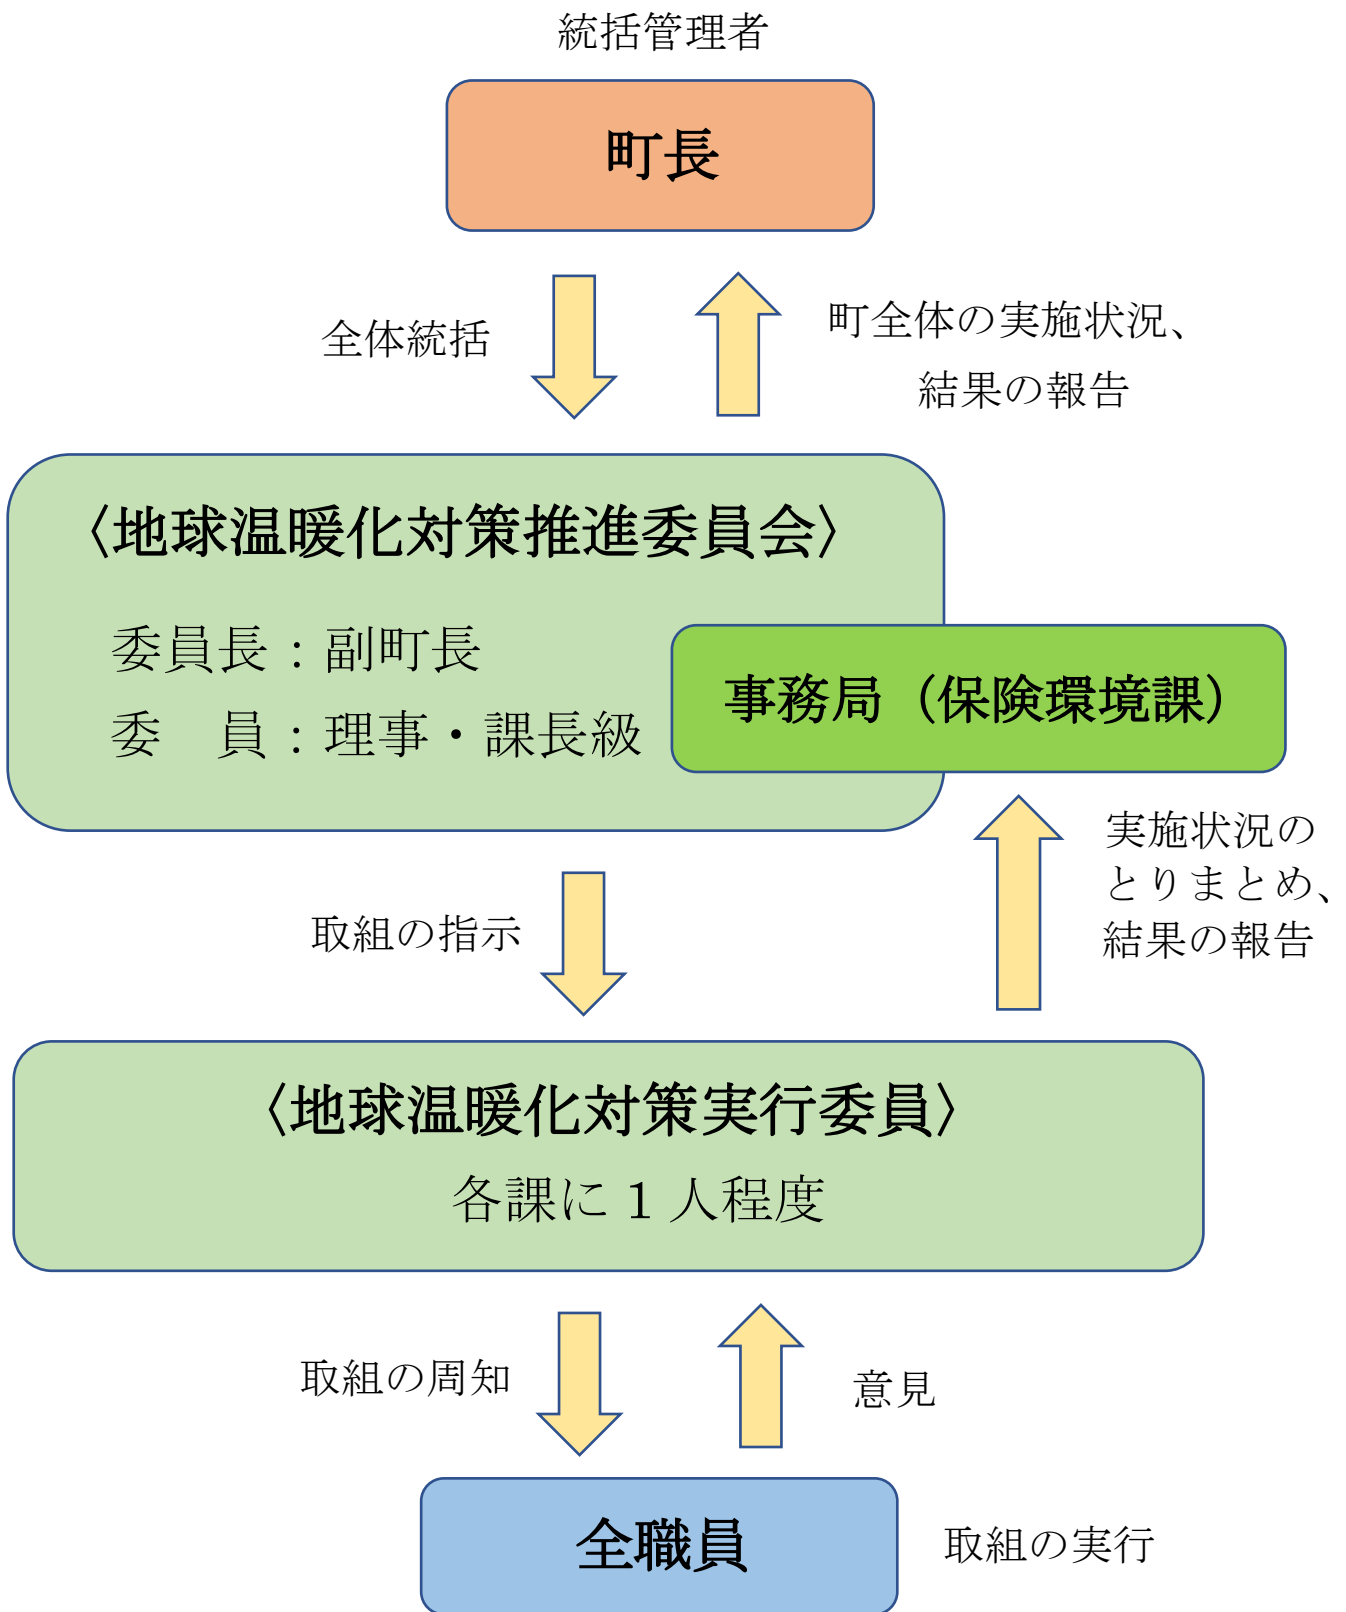 統括管理者
町長
全体統括
町全体の実施状況、
結果の報告
〈地球温暖化対策推進委員会〉
委員長：副町長
委　員：理事・課長級
事務局（保険環境課）
取組の指示
実施状況の
とりまとめ、
結果の報告
〈地球温暖化対策実行委員〉
各課に１人程度
取組の周知
意見
全職員
取組の実行